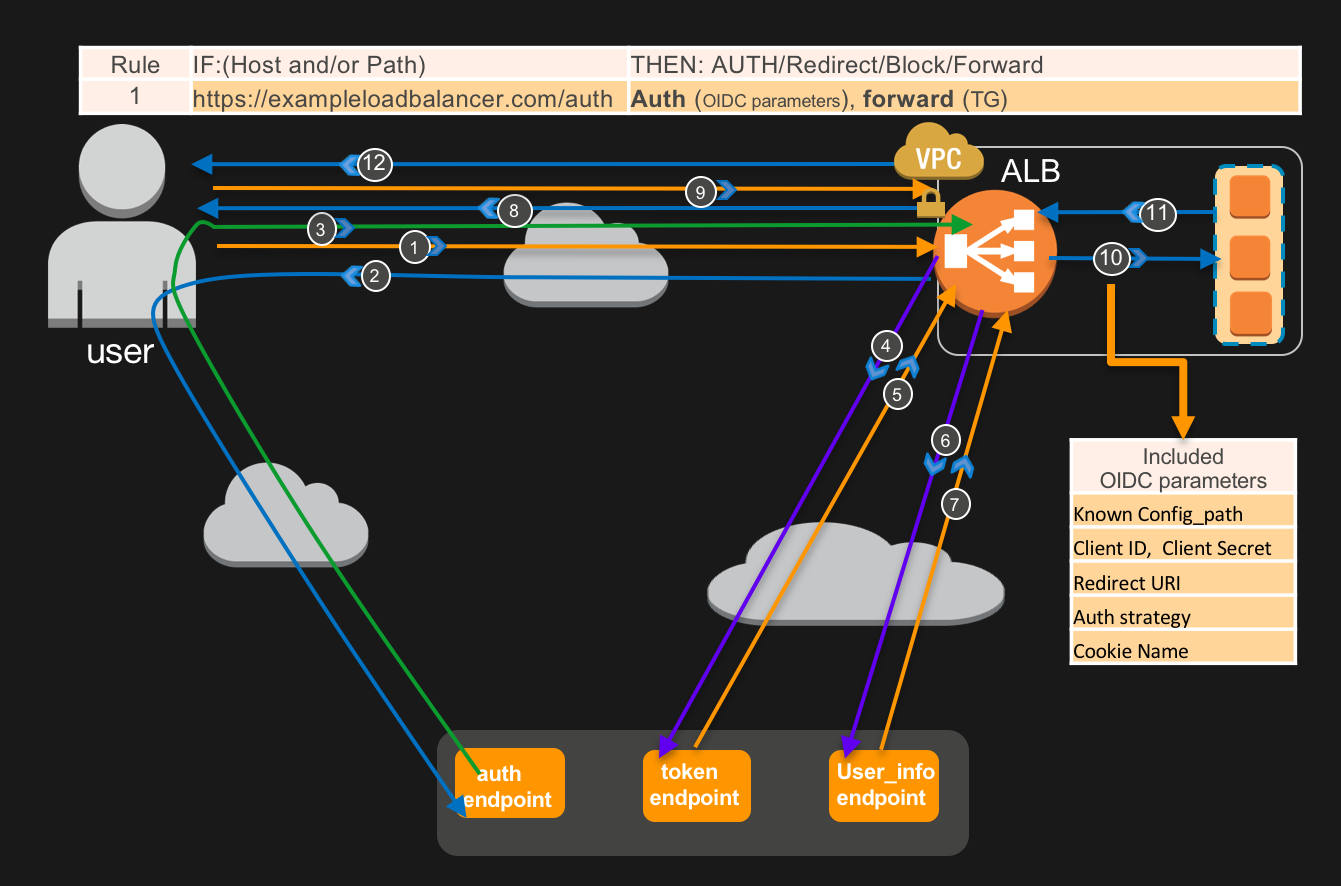 Rule IF:(Host and/or Path) THEN: AUTH/Redirect/Block/Forward
1 https://exampleloadbalancer.com/auth Auth (OIDC parameters), forward (TG)
VPC
ALB
12
9
8
3
1
2
11
10
user
4
5
6
7
Included
OIDC parameters
Known Config_path
Client ID, Client Secret
Redirect URI
Auth strategy
Cookie Name
auth
endpoint
token
endpoint
User_info
endpoint